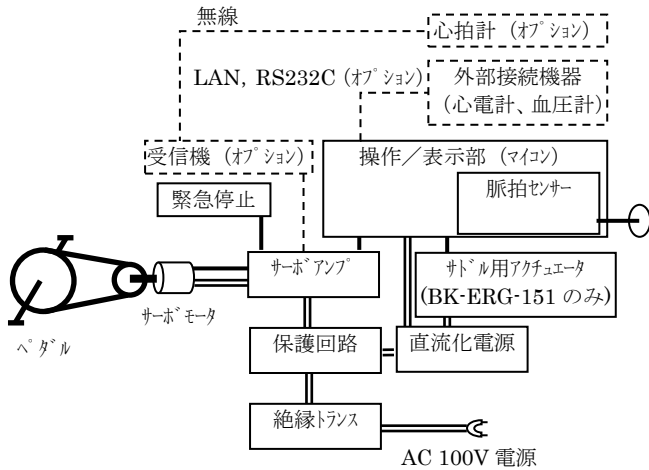 無線
心拍計（ｵﾌﾟｼｮﾝ）
LAN, RS232C（ｵﾌﾟｼｮﾝ）
外部接続機器
（心電計、血圧計）
受信機（ｵﾌﾟｼｮﾝ）
操作／表示部（ﾏｲｺﾝ）
脈拍ｾﾝｻｰ
緊急停止
ｻｰﾎﾞｱﾝﾌﾟ
ｻﾄﾞﾙ用ｱｸﾁｭｴｰﾀ
(BK-ERG-151 のみ)
ｻｰﾎﾞﾓｰﾀ
ﾍﾟﾀﾞﾙ
保護回路
直流化電源
絶縁ﾄﾗﾝｽ
AC 100V 電源